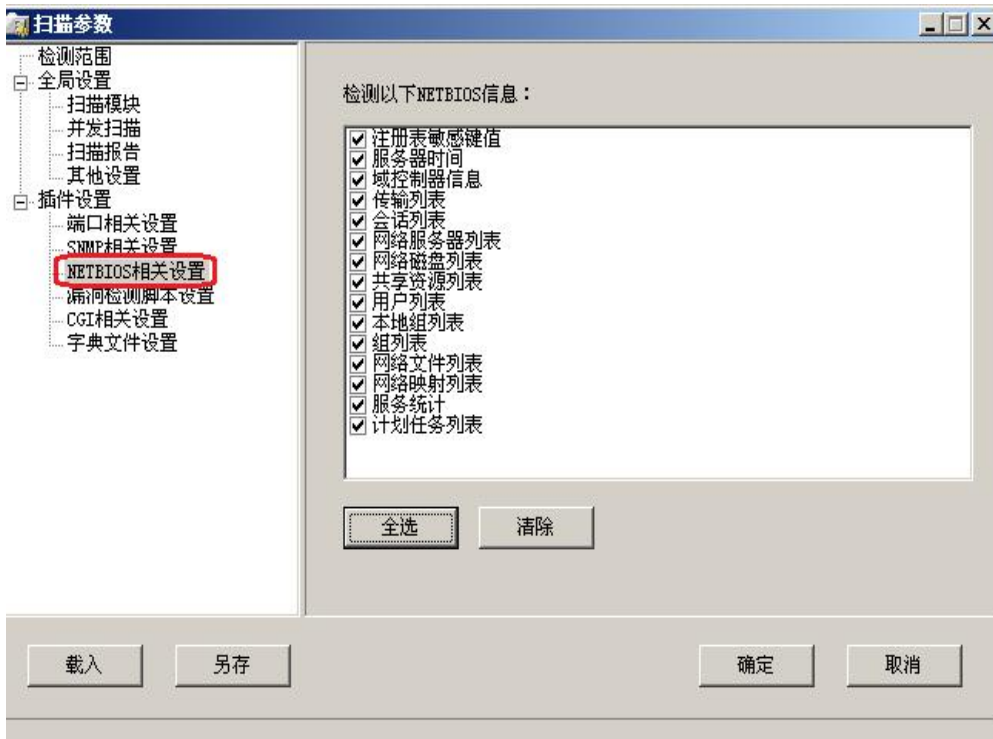 扫描参数
检测范围
全局设置
扫描模块
并发扫描
扫描报告
其他设置
插件设置
端口相关设置
SNMP相关设置
NETBIOS相关设置
漏洞检测脚本设置
CGI相关设置
字典文件设置
检测以下NETBIOS信息：
注册表敏感键值
服务器时间
域控制器信息
传输列表
会话列表
网络服务器列表
网络磁盘列表
共享资源列表
用户列表
本地组列表
组列表
网络文件列表
网络映射列表
服务统计
计划任务列表
全选 清除
载入 另存 确定 取消